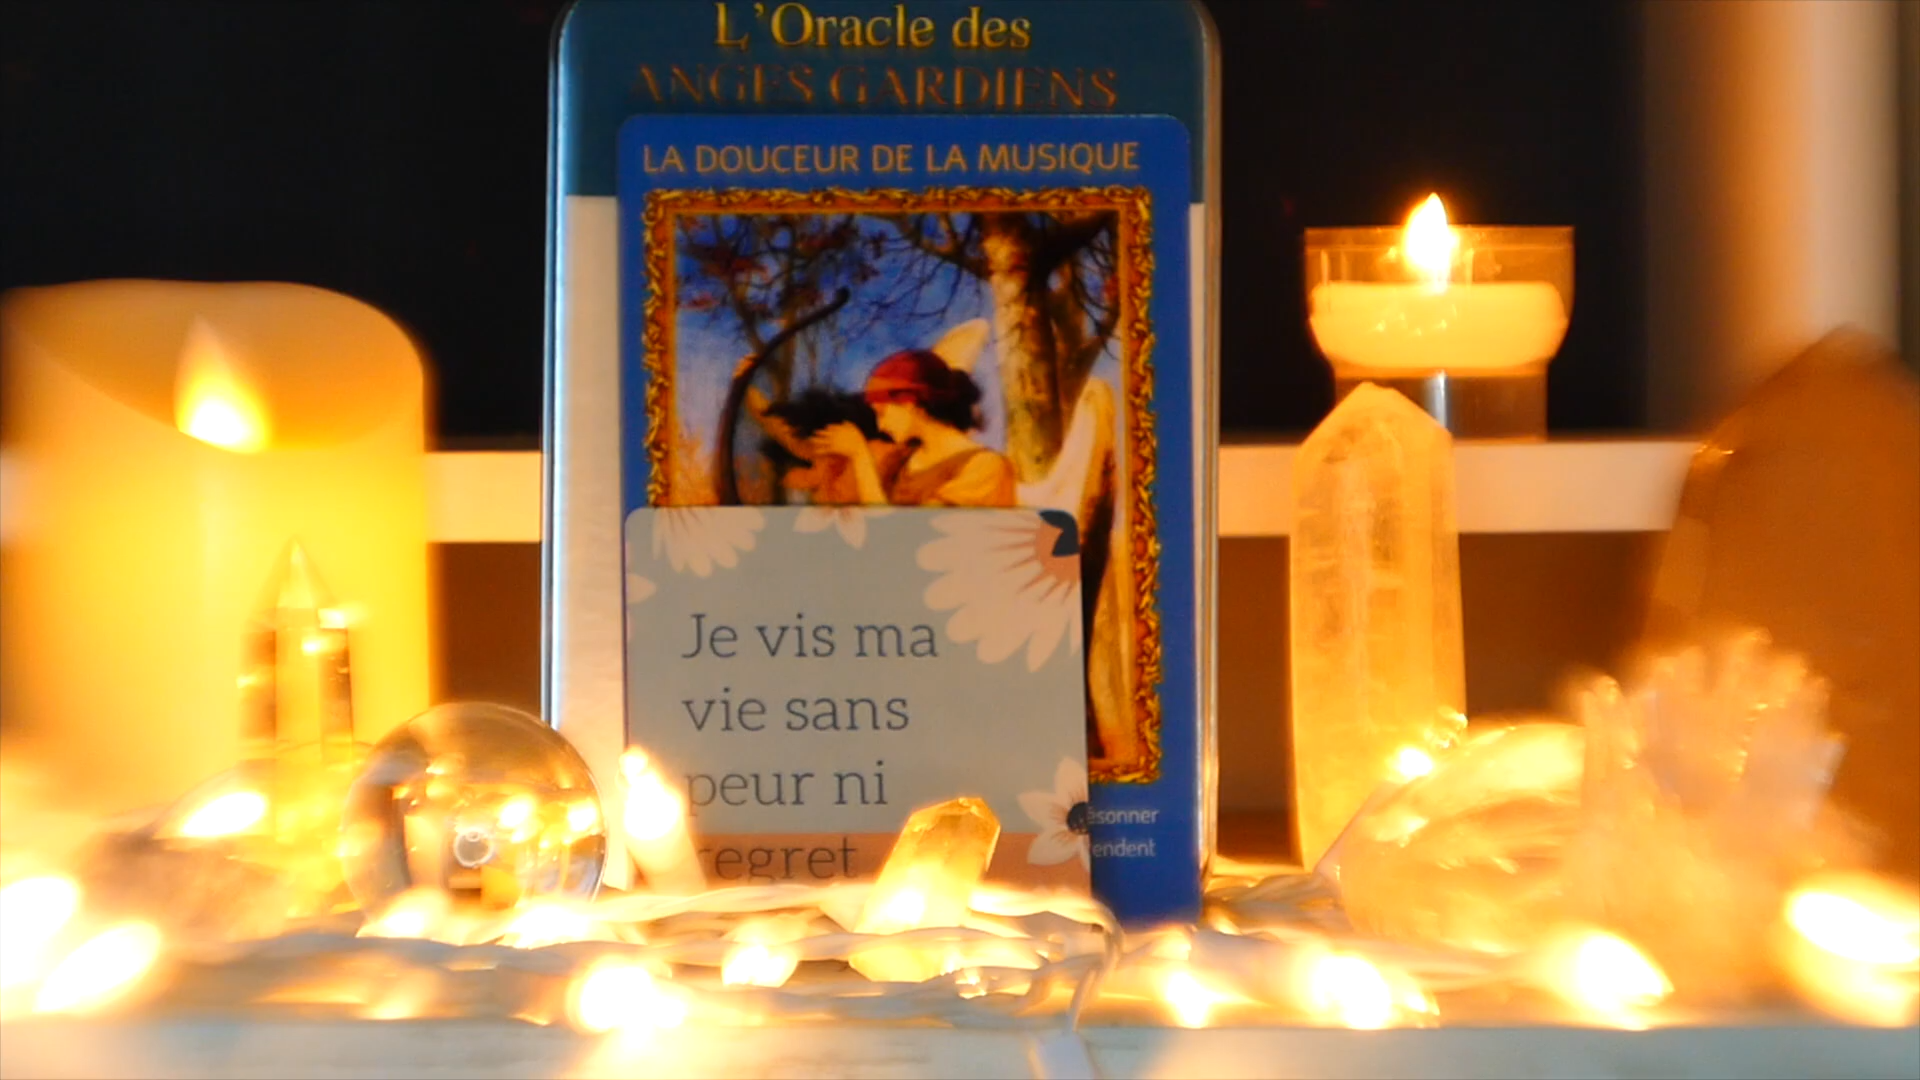 L'Oracle des
ANGES GARDIENS
LA DOUCEUR DE LA MUSIQUE
Je vis ma
vie sans
peur ni
regret